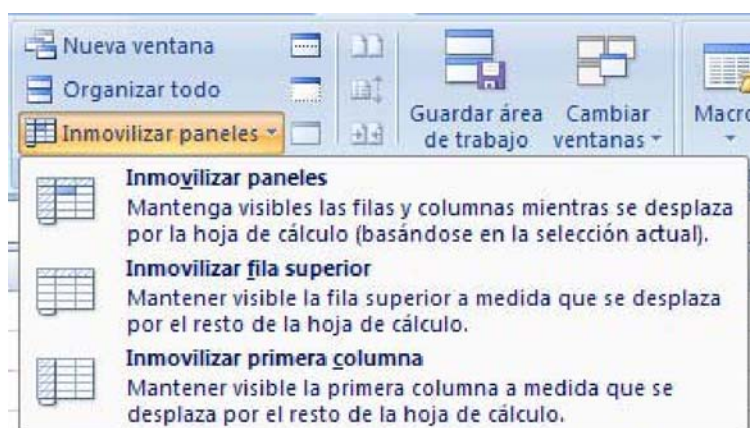 Nueva ventana
Organizar todo
Inmovilizar paneles
Guardar área
de trabajo
Cambiar
ventanas
Macro
Inmovilizar paneles
Mantenga visibles las filas y columnas mientras se desplaza
por la hoja de cálculo (basándose en la selección actual).
Inmovilizar fila superior
Mantener visible la fila superior a medida que se desplaza
por el resto de la hoja de cálculo.
Inmovilizar primera columna
Mantener visible la primera columna a medida que se
desplaza por el resto de la hoja de cálculo.